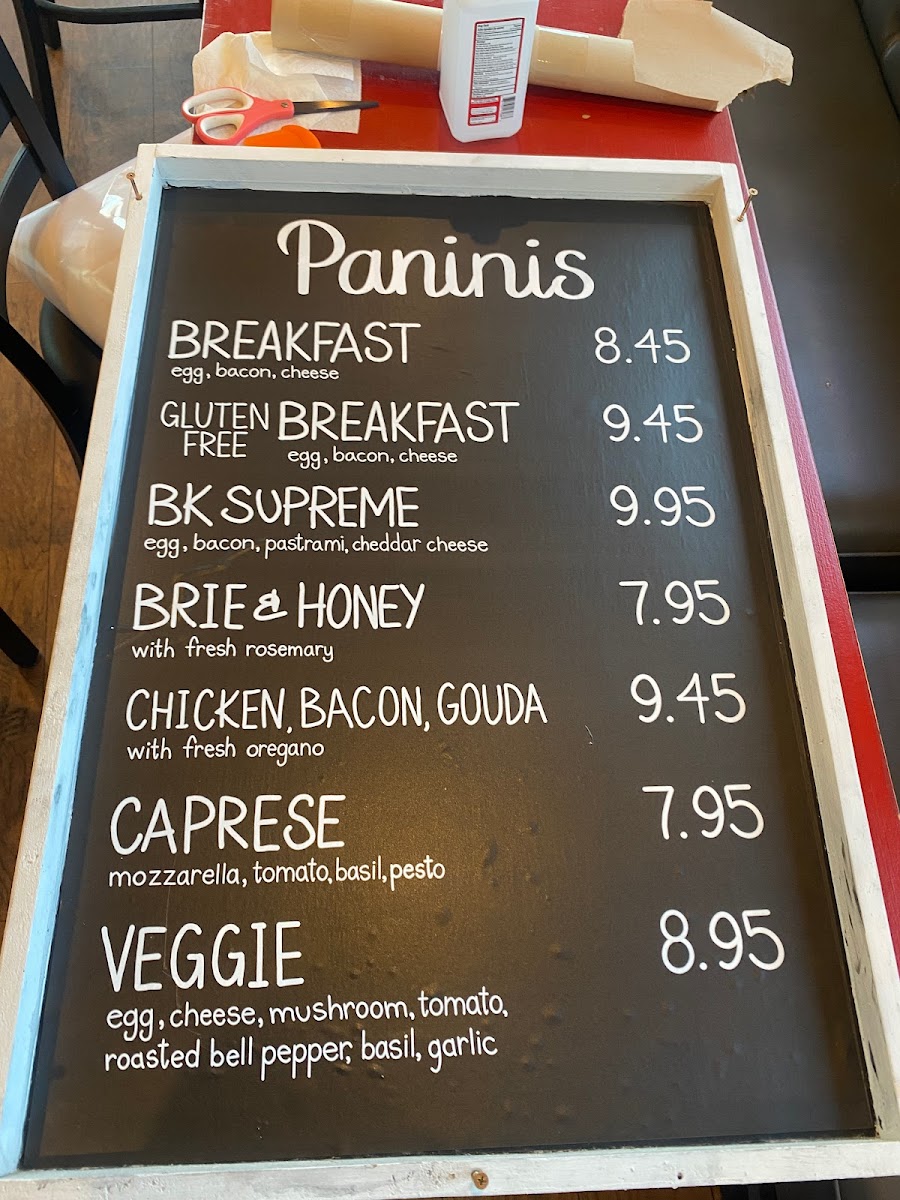 Paninis
BREAKFAST 8.45
egg, bacon, cheese
GLUTEN FREE BREAKFAST 9.45
egg, bacon, cheese
BK SUPREME 9.95
egg, bacon, pastrami, cheddar cheese
BRIE & HONEY 7.95
with fresh rosemary
CHICKEN, BACON, GOUDA 9.45
with fresh oregano
CAPRESE 7.95
mozzarella, tomato, basil, pesto
VEGGIE 8.95
egg, cheese, mushroom, tomato,
roasted bell pepper, basil, garlic